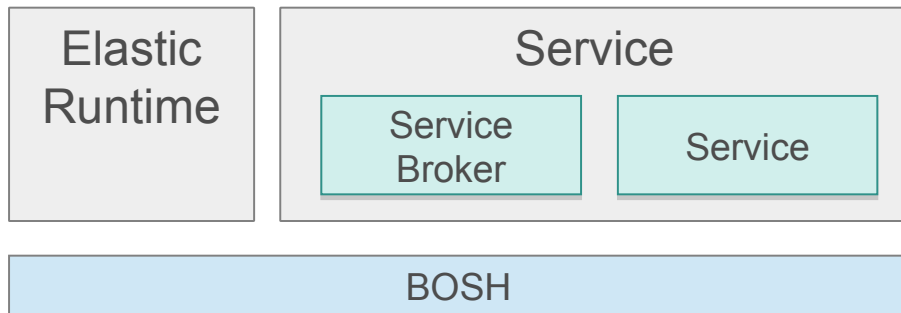 Elastic
Runtime
Service
Service
Broker
Service
BOSH